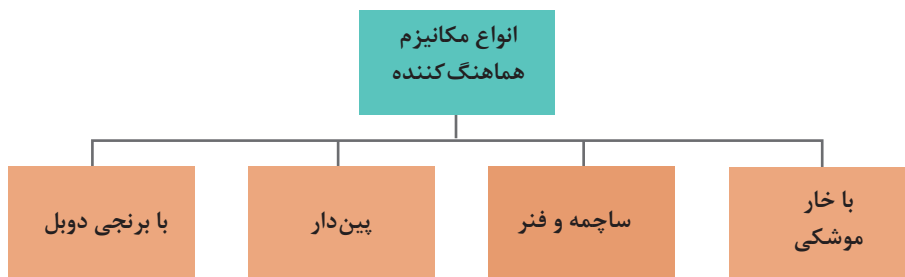 انواع مکانیزم
هماهنگ‌کننده
با خار
موشکی
ساچمه و فنر
پین‌دار
با برنجی دوبل